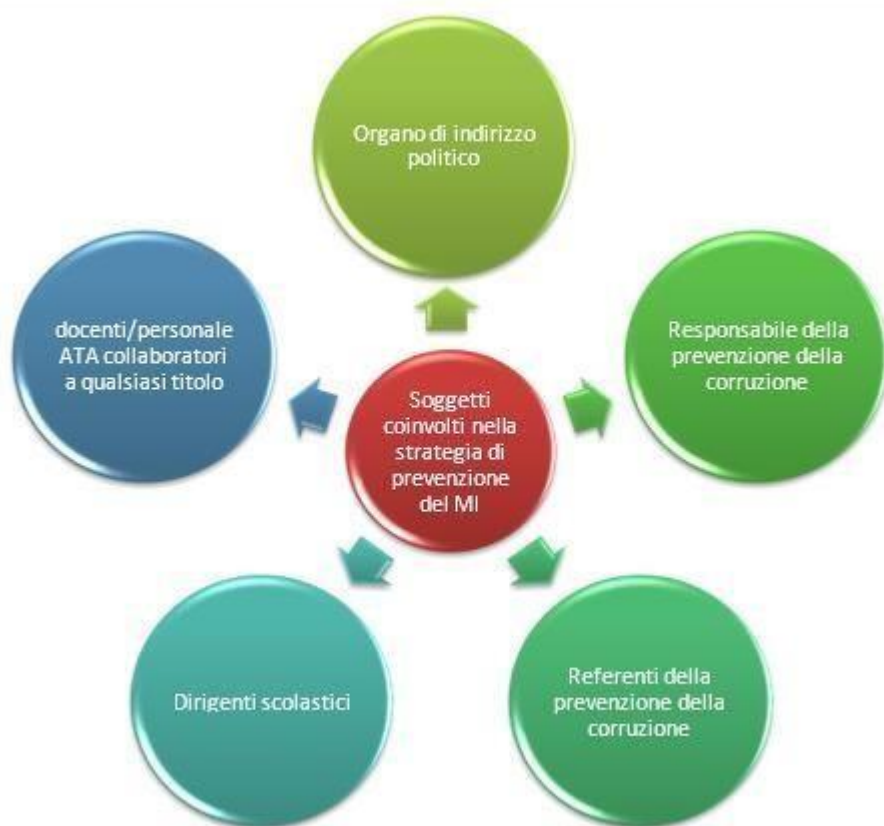 Organo di indirizzo
politico
Responsabile della
prevenzione della
corruzione
Referenti della
prevenzione della
corruzione
Dirigenti scolastici
docenti/personale
ATA collaboratori
a qualsiasi titolo
Soggetti
coinvolti nella
strategia di
prevenzione
del MI